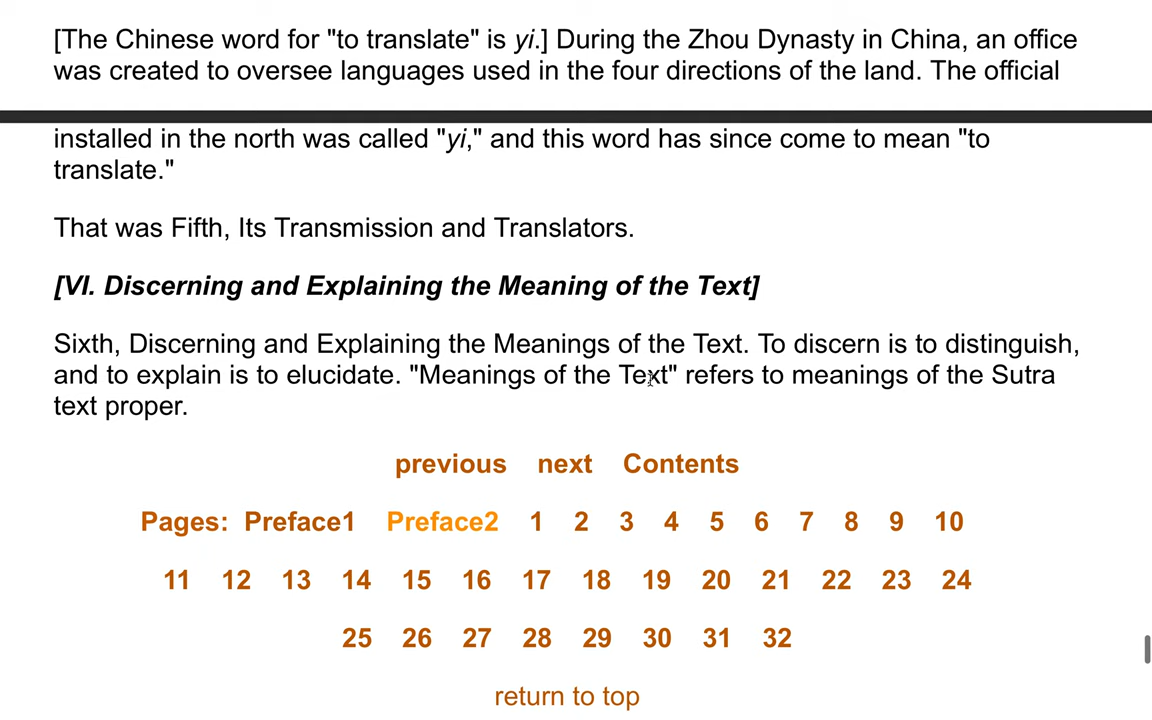 [The Chinese word for "to translate" is yi.] During the Zhou Dynasty in China, an office
was created to oversee languages used in the four directions of the land. The official
installed in the north was called "yi," and this word has since come to mean "to
translate."
That was Fifth, Its Transmission and Translators.
[VI. Discerning and Explaining the Meaning of the Text]
Sixth, Discerning and Explaining the Meanings of the Text. To discern is to distinguish,
and to explain is to elucidate. "Meanings of the Text" refers to meanings of the Sutra
text proper.
previous next Contents
Pages: Preface1 Preface2 1 2 3 4 5 6 7 8 9 10
11 12 13 14 15 16 17 18 19 20 21 22 23 24
25 26 27 28 29 30 31 32
return to top